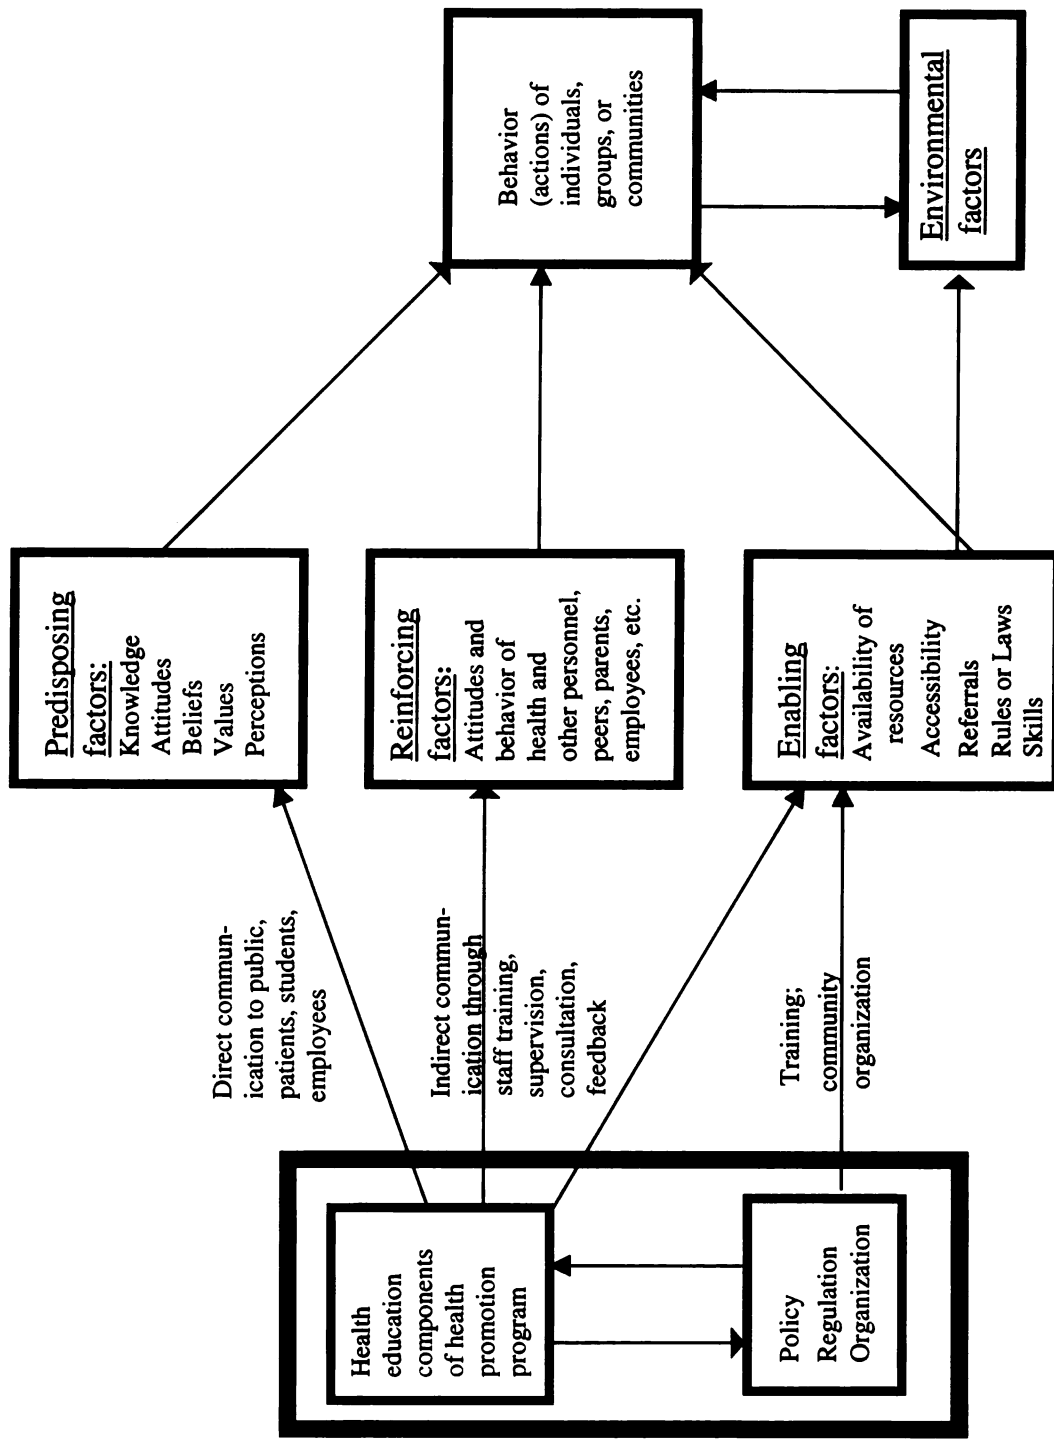 Health
education
components
of health
promotion
program
Policy
Regulation
Organization
Direct commun-
ication to public,
patients, students,
employees
Indirect commun-
ication through
staff training,
supervision,
consultation,
feedback
Training;
community
organization
Predisposing
factors:
Knowledge
Attitudes
Beliefs
Values
Perceptions
Reinforcing
factors:
Attitudes and
behavior of
health and
other personnel,
peers, parents,
employees, etc.
Enabling
factors:
Availability of
resources
Accessibility
Referrals
Rules or Laws
Skills
Behavior
(actions) of
individuals,
groups, or
communities
Environmental
factors